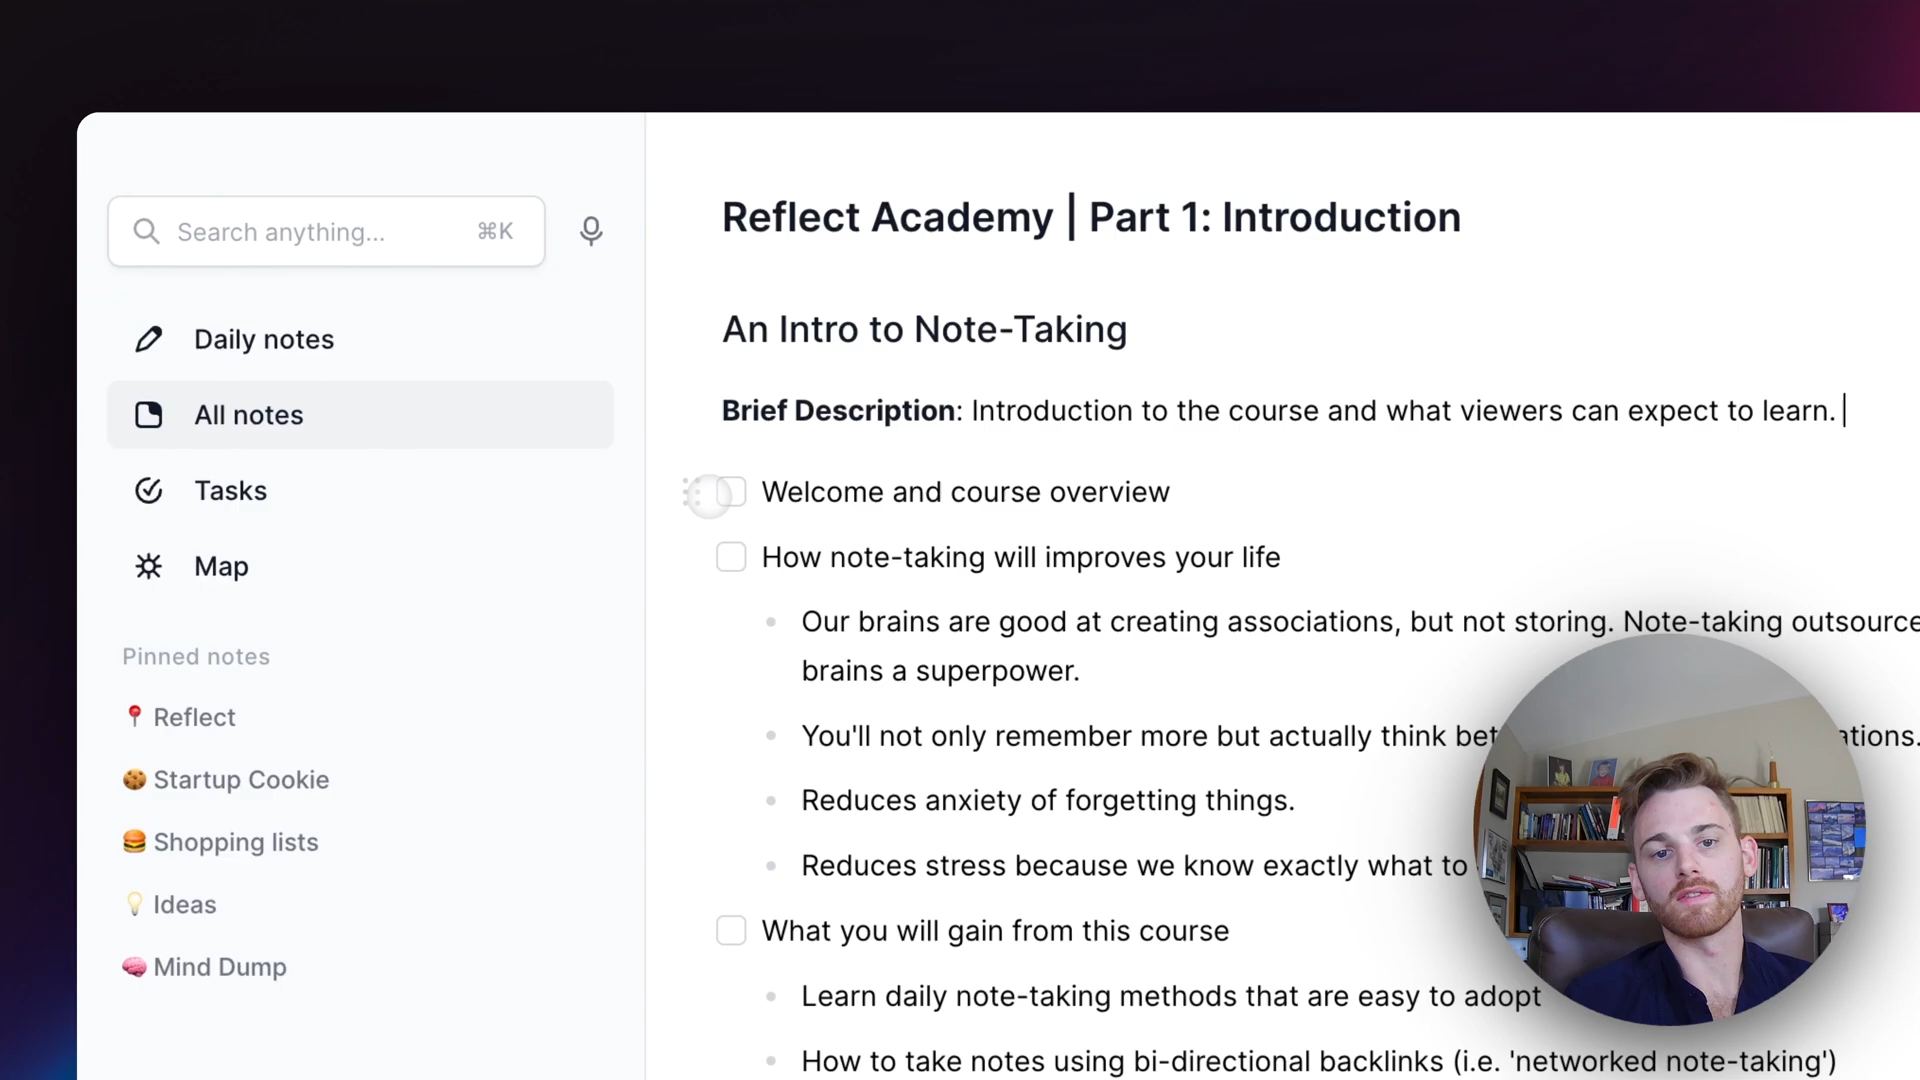 Search anything... ⌘K
Daily notes
All notes
Tasks
Map
Pinned notes
📍 Reflect
🍪 Startup Cookie
🍔 Shopping lists
💡 Ideas
🧠 Mind Dump
Reflect Academy | Part 1: Introduction
An Intro to Note-Taking
Brief Description: Introduction to the course and what viewers can expect to learn.
Welcome and course overview
How note-taking will improves your life
Our brains are good at creating associations, but not storing. Note-taking outsource
brains a superpower.
You'll not only remember more but actually think bet ations.
Reduces anxiety of forgetting things.
Reduces stress because we know exactly what to
What you will gain from this course
Learn daily note-taking methods that are easy to adopt
How to take notes using bi-directional backlinks (i.e. 'networked note-taking')